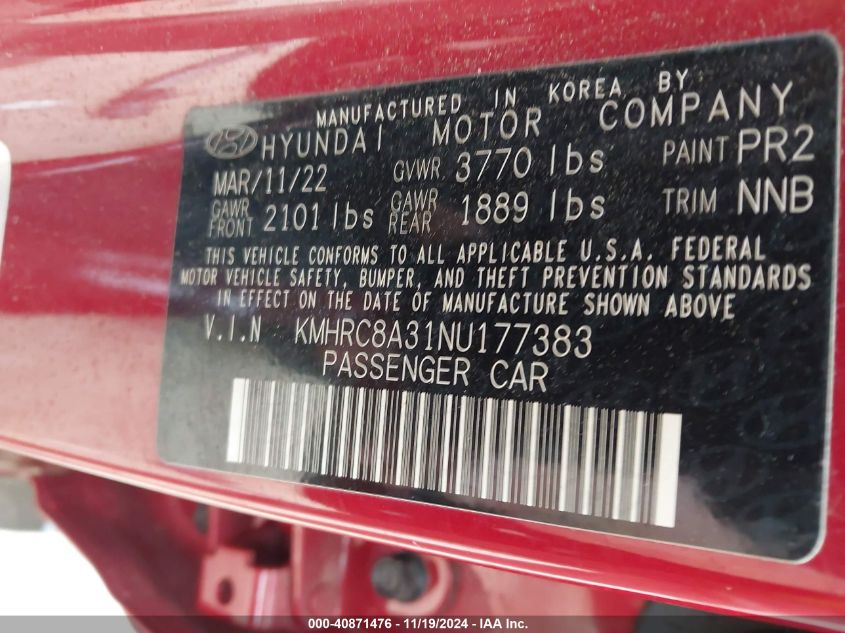 MANUFACTURED IN KOREA BY
HYUNDAI MOTOR COMPANY
MAR/11/22 GVWR 3770 lbs PAINT PR2
GAWR FRONT 2101 lbs GAWR REAR 1889 lbs TRIM NNB
THIS VEHICLE CONFORMS TO ALL APPLICABLE U.S.A. FEDERAL
MOTOR VEHICLE SAFETY, BUMPER, AND THEFT PREVENTION STANDARDS
IN EFFECT ON THE DATE OF MANUFACTURE SHOWN ABOVE
V.I.N KMHRC8A31NU177383
PASSENGER CAR
000-40871476 - 11/19/2024 - IAA Inc.